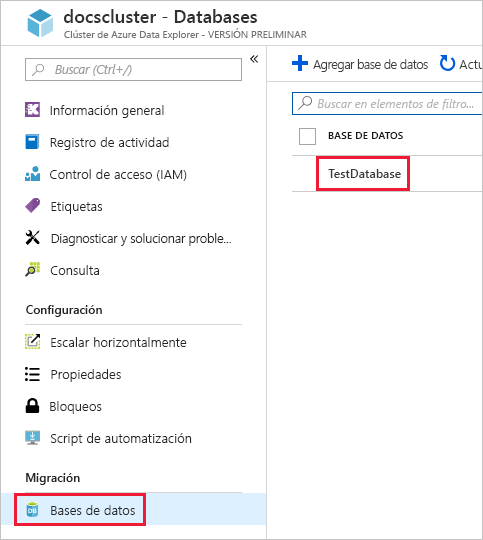 docscluster - Databases
Clúster de Azure Data Explorer - VERSIÓN PRELIMINAR
Buscar (Ctrl+/)
Información general
Registro de actividad
Control de acceso (IAM)
Etiquetas
Diagnosticar y solucionar proble...
Consulta
Configuración
Escalar horizontalmente
Propiedades
Bloqueos
Script de automatización
Migración
DB
Bases de datos
Agregar base de datos
Actu
Buscar en elementos de filtro...
BASE DE DATOS
TestDatabase